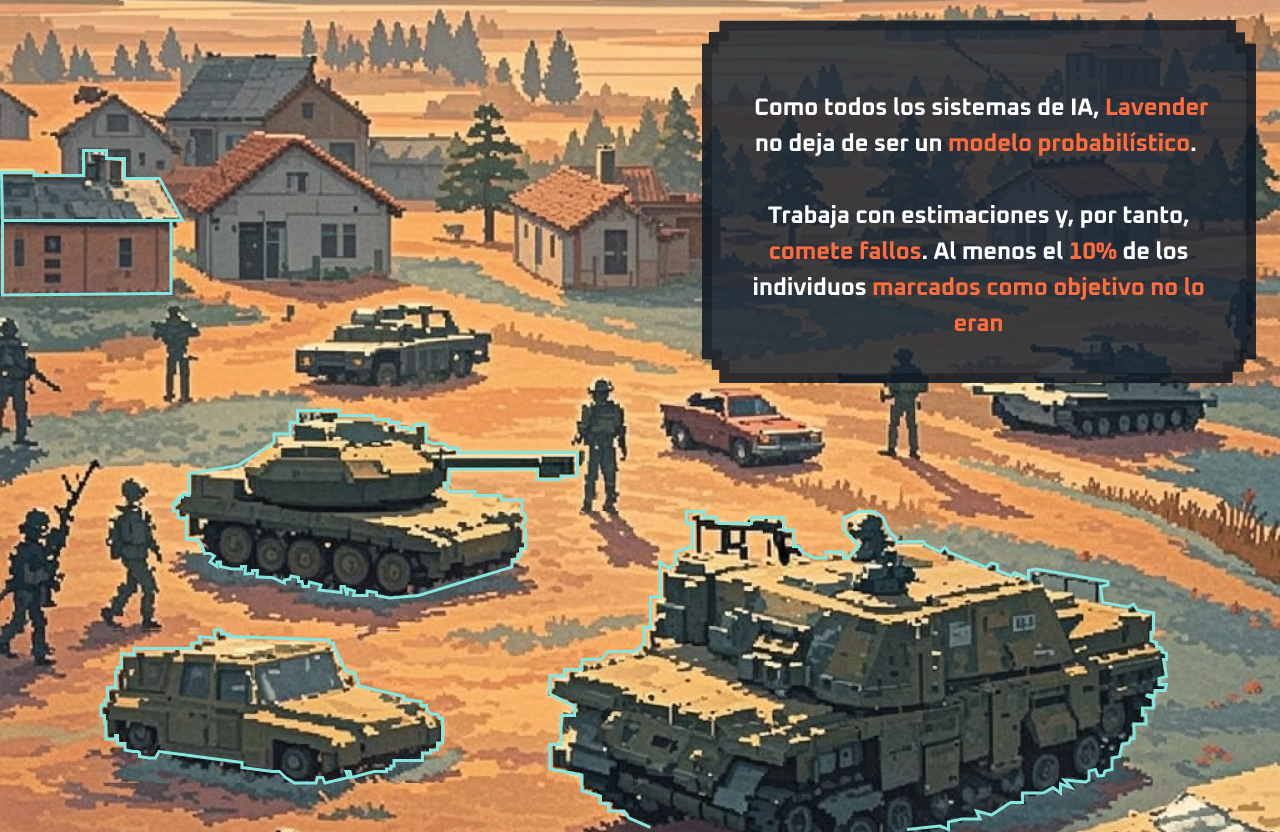 Como todos los sistemas de IA, Lavender
no deja de ser un modelo probabilístico.
Trabaja con estimaciones y, por tanto,
comete fallos. Al menos el 10% de los
individuos marcados como objetivo no lo
eran